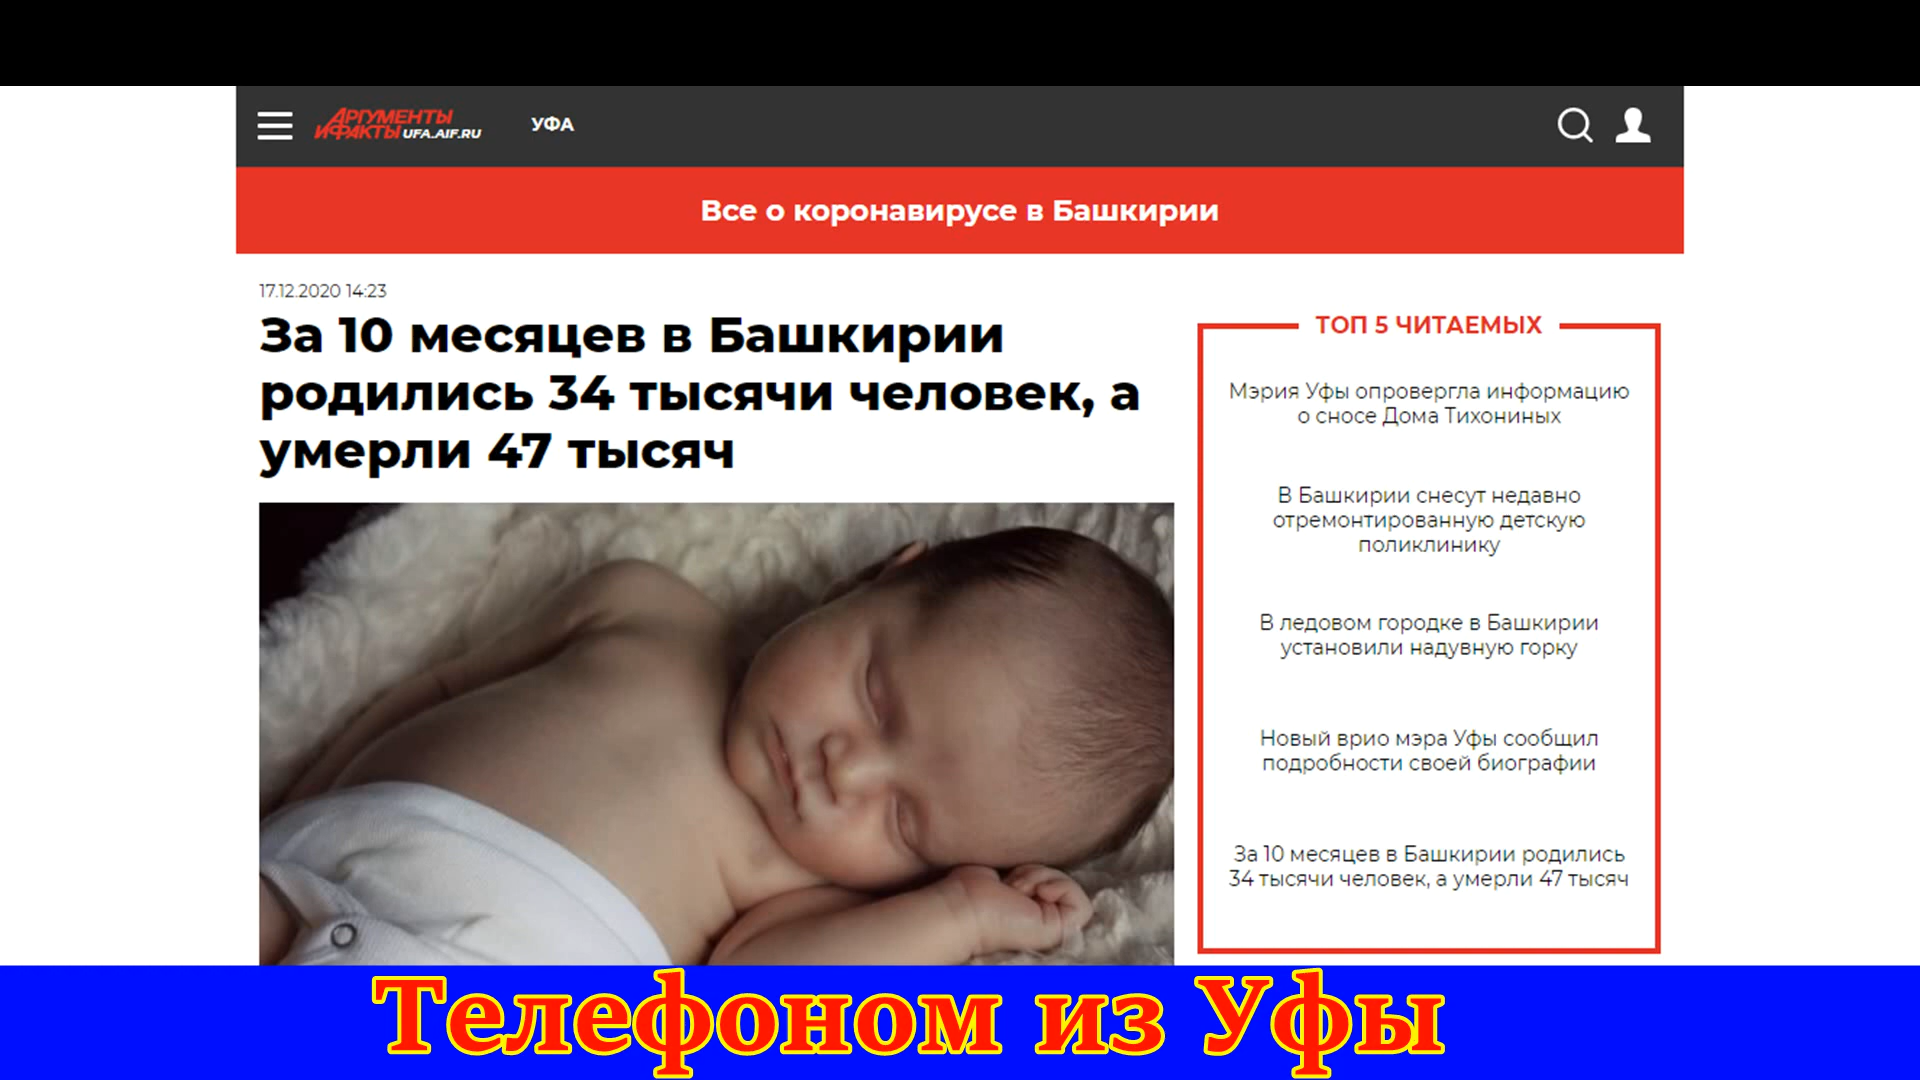 АРГУМЕНТЫ
И ФАКТЫ UFA.AIF.RU
УФА
Все о коронавирусе в Башкирии
17.12.2020 14:23
За 10 месяцев в Башкирии
родились 34 тысячи человек, а
умерли 47 тысяч
ТОП 5 ЧИТАЕМЫХ
Мэрия Уфы опровергла информацию
о сносе Дома Тихониных
В Башкирии снесут недавно
отремонтированную детскую
поликлинику
В ледовом городке в Башкирии
установили надувную горку
Новый врио мэра Уфы сообщил
подробности своей биографии
За 10 месяцев в Башкирии родились
34 тысячи человек, а умерли 47 тысяч
Телефоном из Уфы